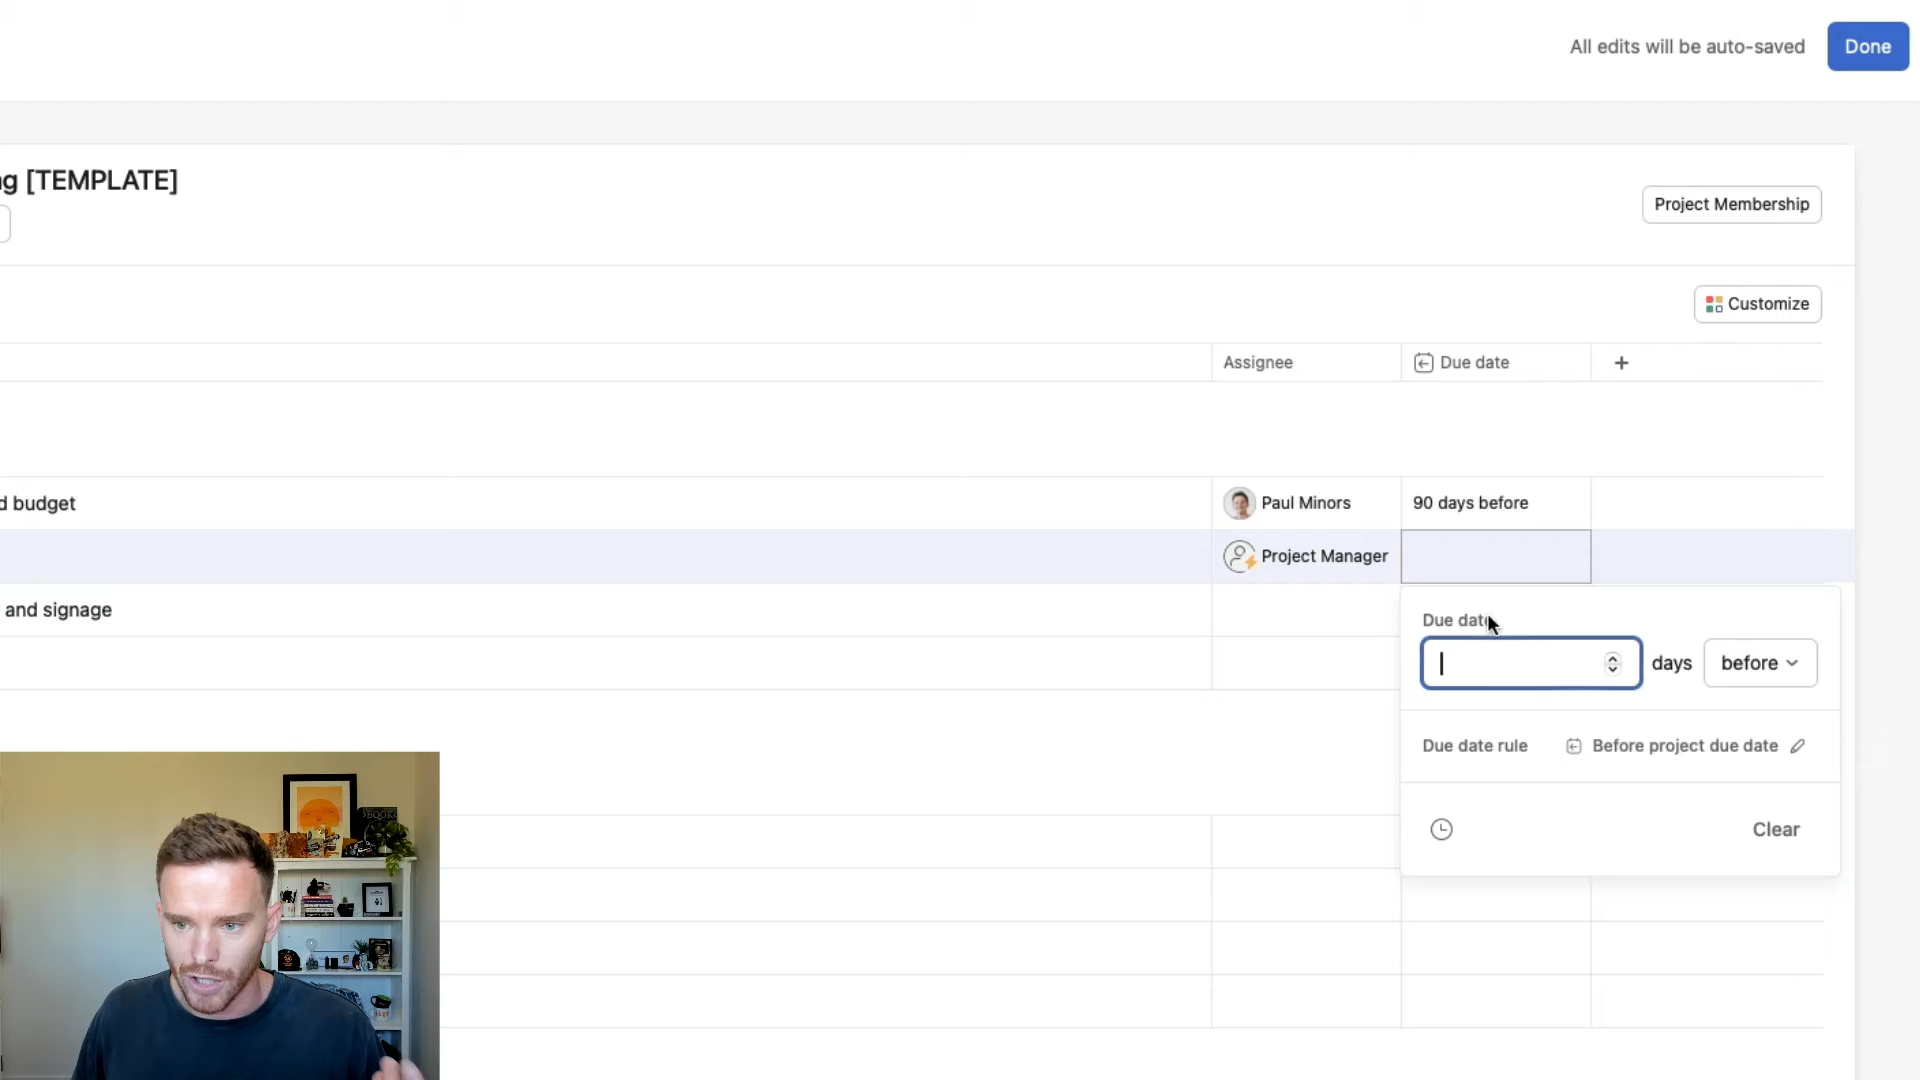 All edits will be auto-saved
Done
g [TEMPLATE]
Project Membership
Customize
Assignee
Due date
d budget
Paul Minors
90 days before
Project Manager
and signage
Due date
days
before
Due date rule
Before project due date
Clear
BOOK